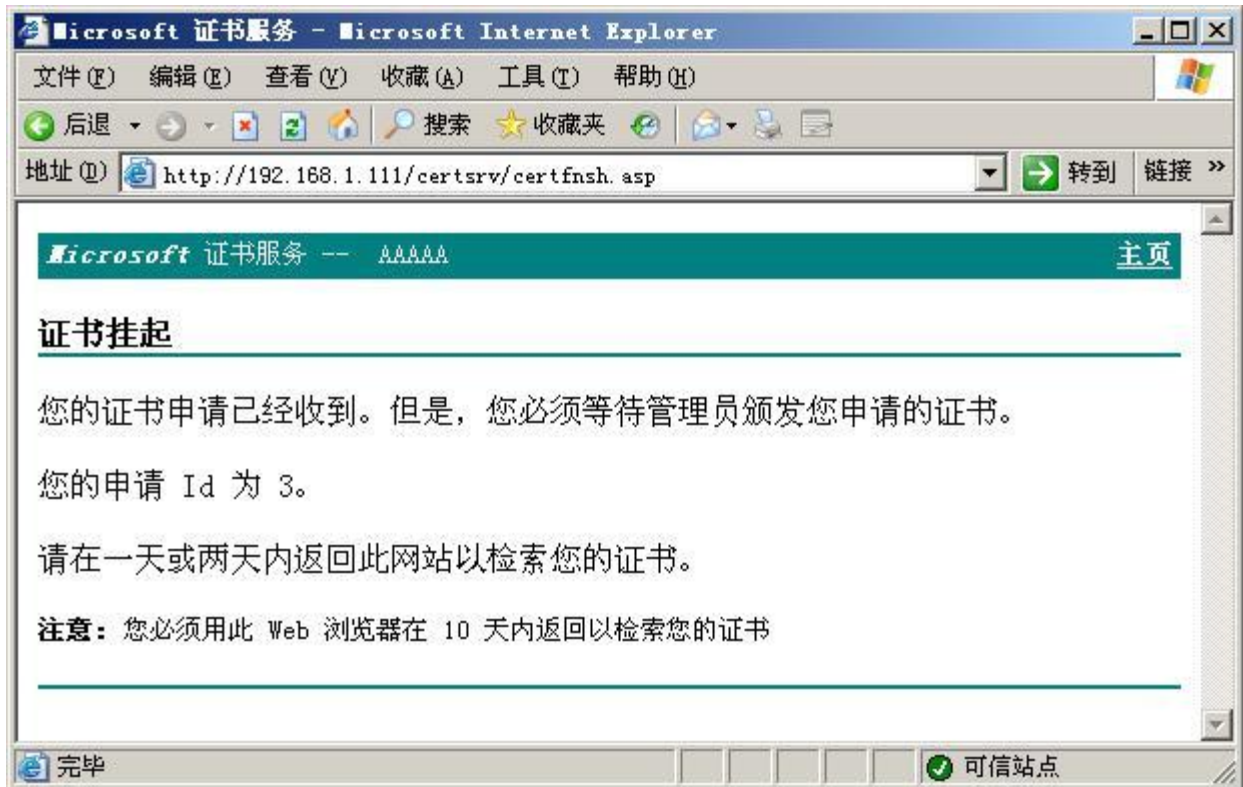 Microsoft 证书服务 - Microsoft Internet Explorer
文件(F) 编辑(E) 查看(V) 收藏(A) 工具(T) 帮助(H)
后退 搜索 收藏夹
地址(D) http://192.168.1.111/certsrv/certfnsh.asp 转到 链接 »
Microsoft 证书服务 -- AAAAA 主页
证书挂起
您的证书申请已经收到。但是，您必须等待管理员颁发您申请的证书。
您的申请 Id 为 3。
请在一天或两天内返回此网站以检索您的证书。
注意：您必须用此 Web 浏览器在 10 天内返回以检索您的证书
完毕 可信站点